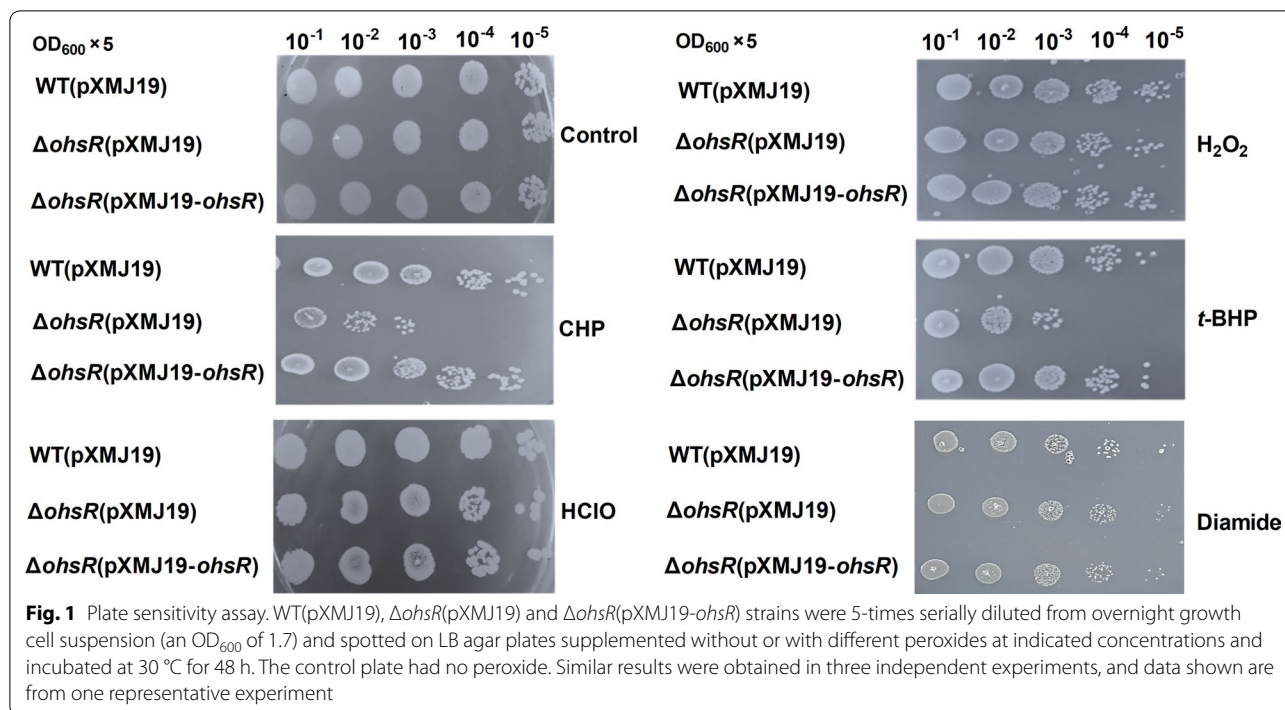 OD600 × 5 10-1 10-2 10-3 10-4 10-5
WT(pXMJ19)
ΔohsR(pXMJ19)
Control
ΔohsR(pXMJ19-ohsR)
WT(pXMJ19)
ΔohsR(pXMJ19)
CHP
ΔohsR(pXMJ19-ohsR)
WT(pXMJ19)
ΔohsR(pXMJ19)
HClO
ΔohsR(pXMJ19-ohsR)
OD600 × 5 10-1 10-2 10-3 10-4 10-5
WT(pXMJ19)
ΔohsR(pXMJ19)
H2O2
ΔohsR(pXMJ19-ohsR)
WT(pXMJ19)
ΔohsR(pXMJ19)
t-BHP
ΔohsR(pXMJ19-ohsR)
WT(pXMJ19)
ΔohsR(pXMJ19)
Diamide
ΔohsR(pXMJ19-ohsR)
Fig. 1 Plate sensitivity assay. WT(pXMJ19), ΔohsR(pXMJ19) and ΔohsR(pXMJ19-ohsR) strains were 5-times serially diluted from overnight growth
cell suspension (an OD600 of 1.7) and spotted on LB agar plates supplemented without or with different peroxides at indicated concentrations and
incubated at 30 °C for 48 h. The control plate had no peroxide. Similar results were obtained in three independent experiments, and data shown are
from one representative experiment